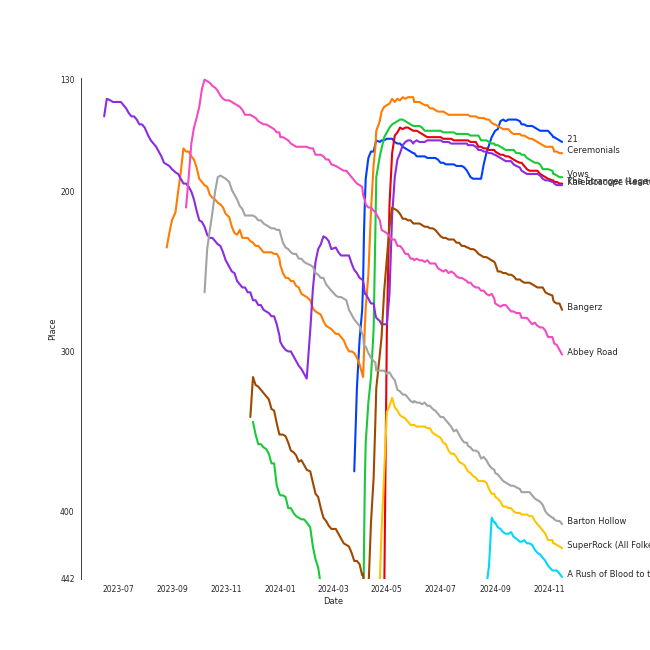 130
200
300
400
442
Place
2023-07
2023-09
2023-11
2024-01
2024-03
2024-05
2024-07
2024-09
2024-11
Date
21
Ceremonials
Vows
Kaleidoscope Heart
Bangerz
Abbey Road
Barton Hollow
SuperRock (All Folke
A Rush of Blood to t